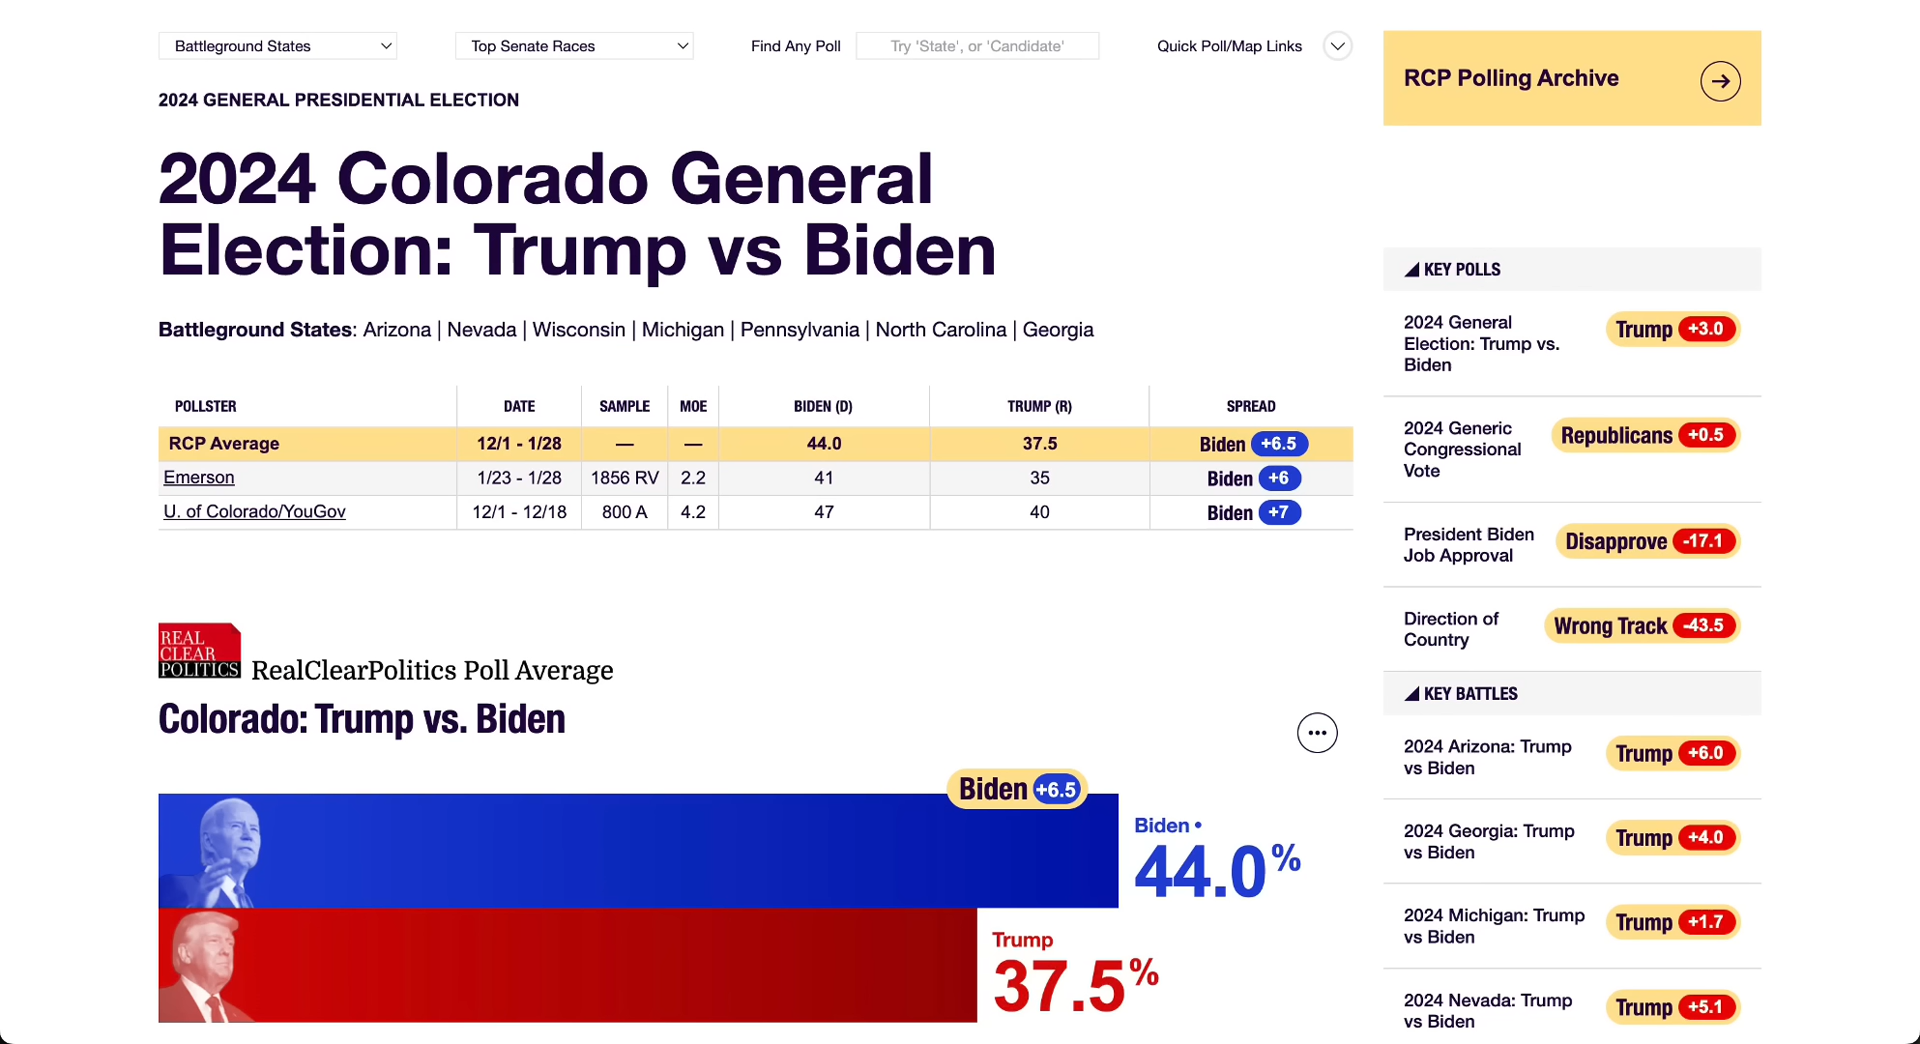 Battleground States
Top Senate Races
Find Any Poll
Try 'State', or 'Candidate'
Quick Poll/Map Links
2024 GENERAL PRESIDENTIAL ELECTION
2024 Colorado General
Election: Trump vs Biden
Battleground States: Arizona | Nevada | Wisconsin | Michigan | Pennsylvania | North Carolina | Georgia
POLLSTER DATE SAMPLE MOE BIDEN (D) TRUMP (R) SPREAD
RCP Average 12/1 - 1/28 — — 44.0 37.5 Biden +6.5
Emerson 1/23 - 1/28 1856 RV 2.2 41 35 Biden +6
U. of Colorado/YouGov 12/1 - 12/18 800 A 4.2 47 40 Biden +7
REAL
CLEAR
POLITICS
RealClearPolitics Poll Average
Colorado: Trump vs. Biden
Biden +6.5
Biden •
44.0%
Trump
37.5%
RCP Polling Archive
KEY POLLS
2024 General
Election: Trump vs.
Biden
Trump +3.0
2024 Generic
Congressional
Vote
Republicans +0.5
President Biden
Job Approval
Disapprove -17.1
Direction of
Country
Wrong Track -43.5
KEY BATTLES
2024 Arizona: Trump
vs Biden
Trump +6.0
2024 Georgia: Trump
vs Biden
Trump +4.0
2024 Michigan: Trump
vs Biden
Trump +1.7
2024 Nevada: Trump
vs Biden
Trump +5.1